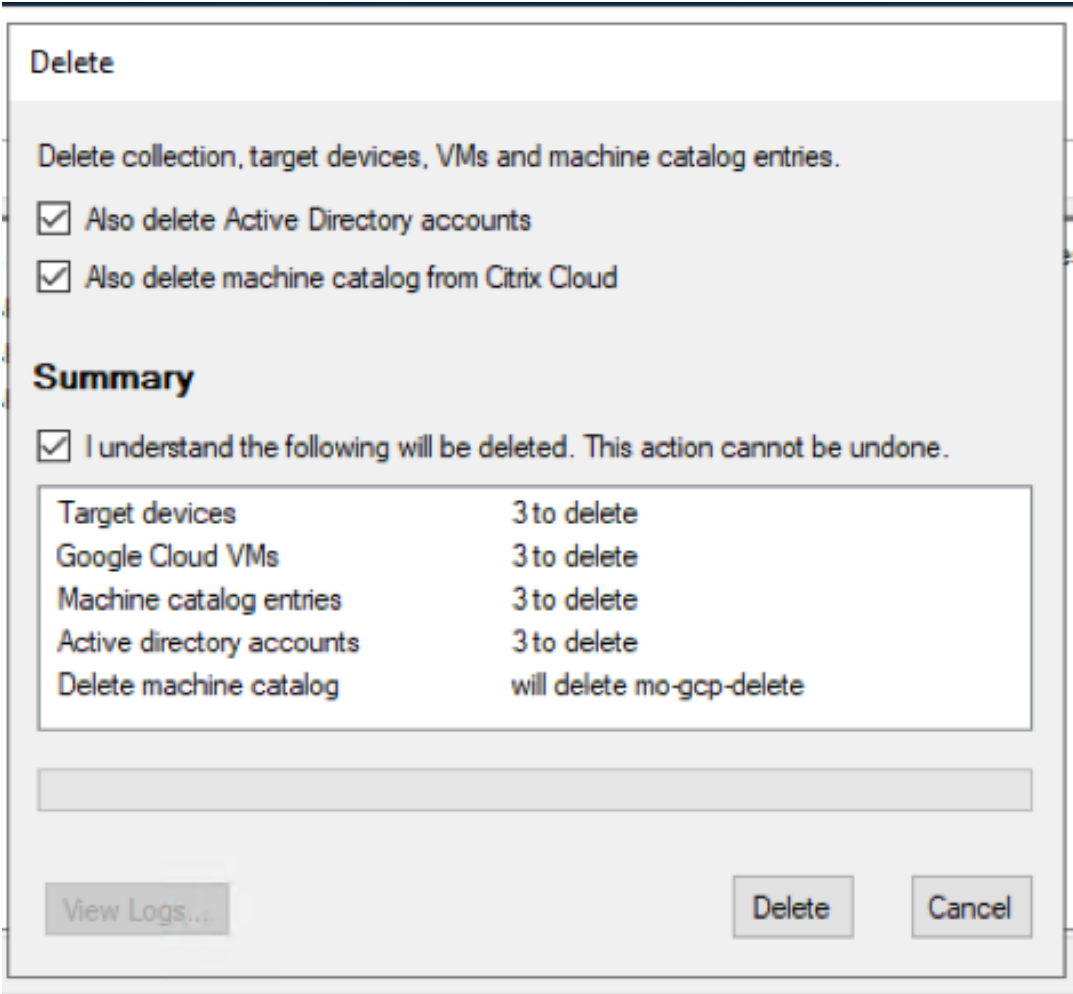 Delete
Delete collection, target devices, VMs and machine catalog entries.
Also delete Active Directory accounts
Also delete machine catalog from Citrix Cloud
Summary
I understand the following will be deleted. This action cannot be undone.
Target devices 3 to delete
Google Cloud VMs 3 to delete
Machine catalog entries 3 to delete
Active directory accounts 3 to delete
Delete machine catalog will delete mo-gcp-delete
View Logs...
Delete Cancel